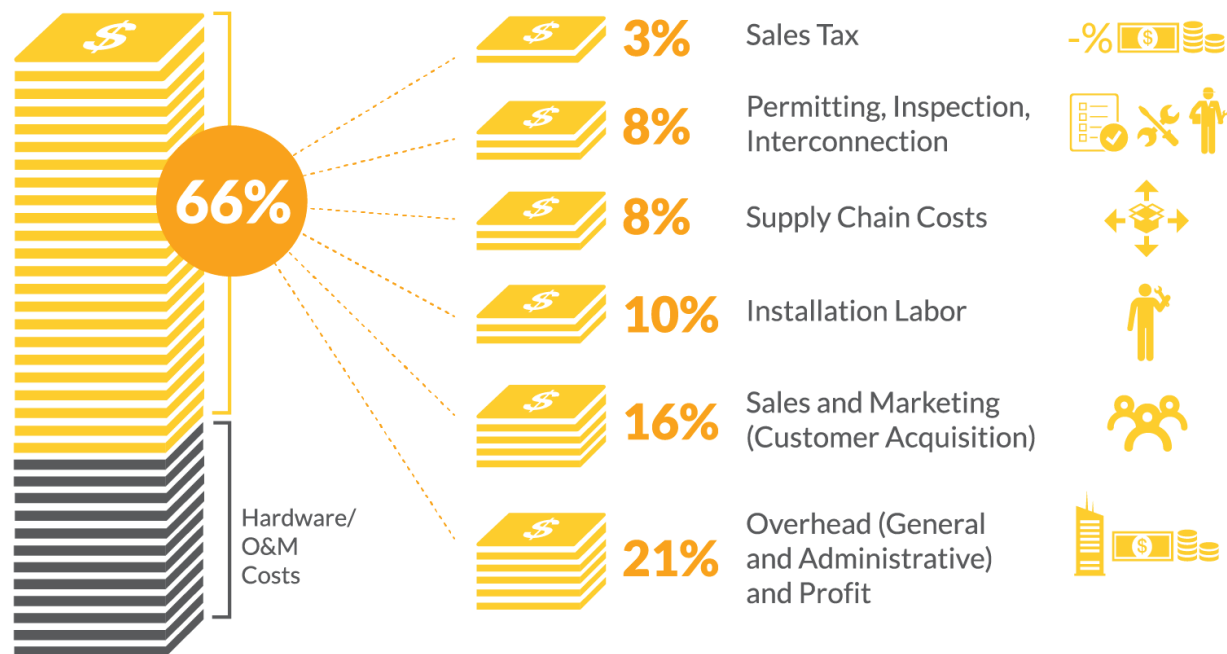 $
66%
Hardware/
O&M
Costs
$
3%
Sales Tax
-%
$
$
8%
Permitting, Inspection,
Interconnection
$
8%
Supply Chain Costs
$
10%
Installation Labor
$
16%
Sales and Marketing
(Customer Acquisition)
$
21%
Overhead (General
and Administrative)
and Profit
$